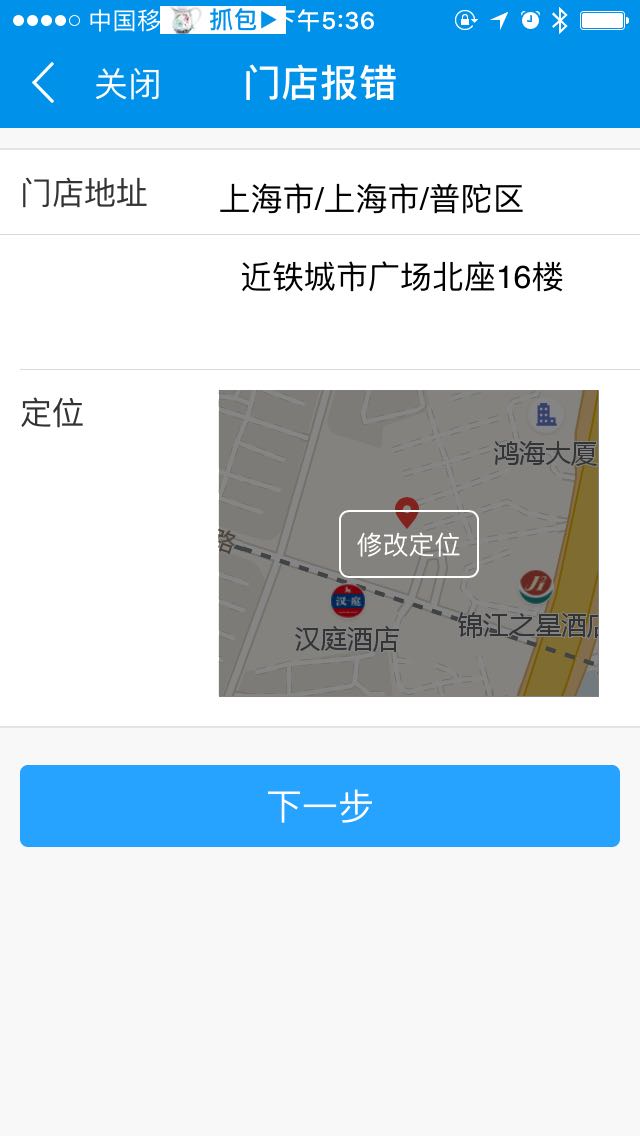 中国移 抓包 下午5:36
关闭 门店报错
门店地址 上海市/上海市/普陀区
近铁城市广场北座16楼
定位
鸿海大厦
路
修改定位
汉庭
汉庭酒店
锦江之星酒店
下一步